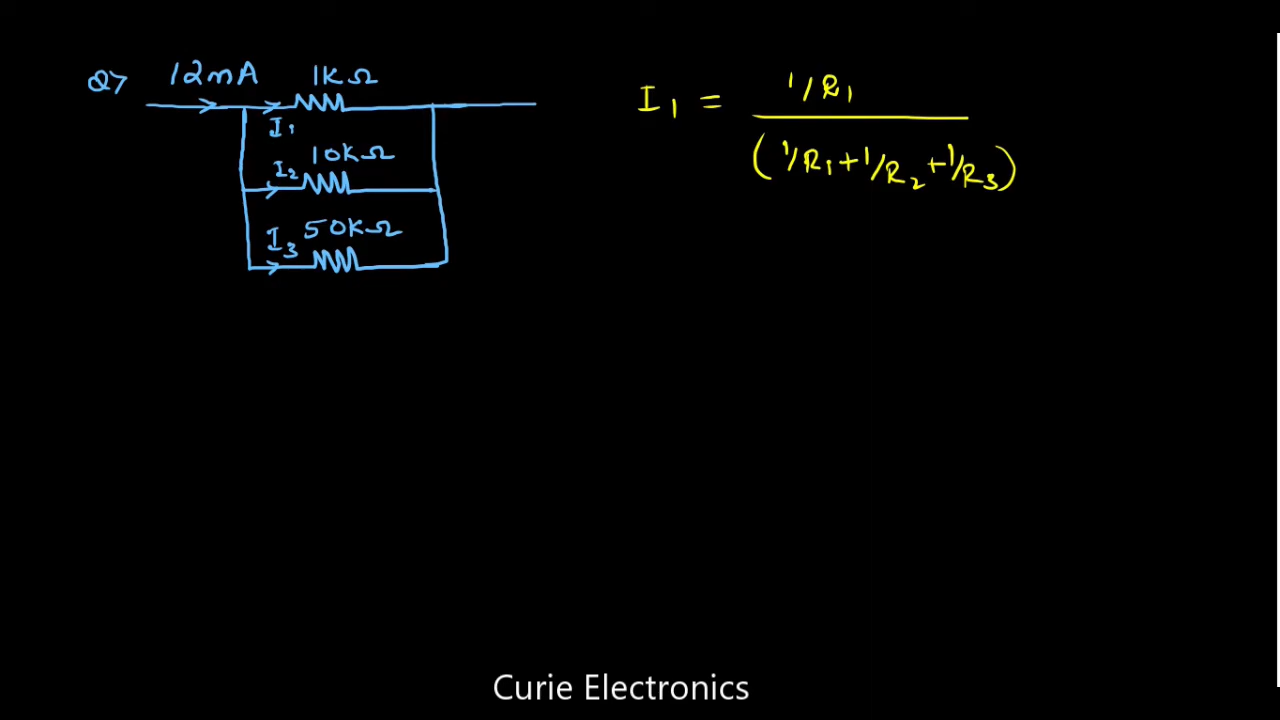 Q7 12mA 1KΩ
I₁
10KΩ
I₂
50KΩ
I₃
I₁ = 1/R₁
(1/R₁+1/R₂+1/R₃)
Curie Electronics